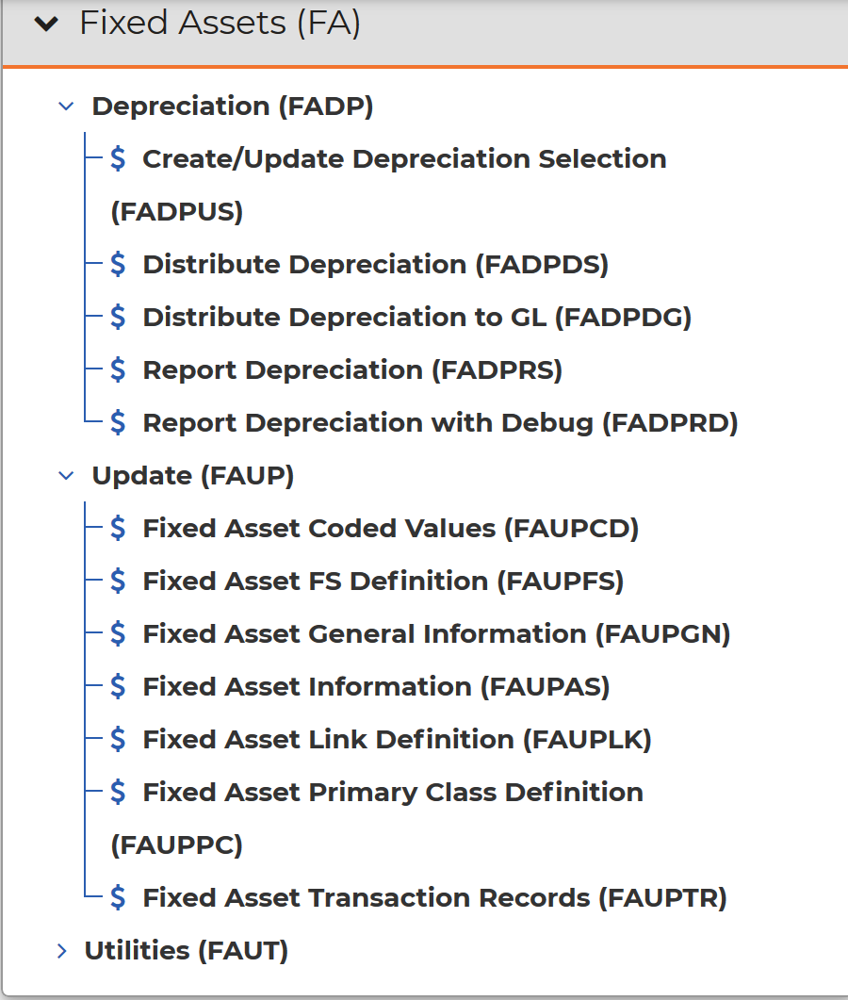 Fixed Assets (FA)
Depreciation (FADP)
$ Create/Update Depreciation Selection
(FADPUS)
$ Distribute Depreciation (FADPDS)
$ Distribute Depreciation to GL (FADPDG)
$ Report Depreciation (FADPRS)
$ Report Depreciation with Debug (FADPRD)
Update (FAUP)
$ Fixed Asset Coded Values (FAUPCD)
$ Fixed Asset FS Definition (FAUPFS)
$ Fixed Asset General Information (FAUPGN)
$ Fixed Asset Information (FAUPAS)
$ Fixed Asset Link Definition (FAUPLK)
$ Fixed Asset Primary Class Definition
(FAUPPC)
$ Fixed Asset Transaction Records (FAUPTR)
Utilities (FAUT)